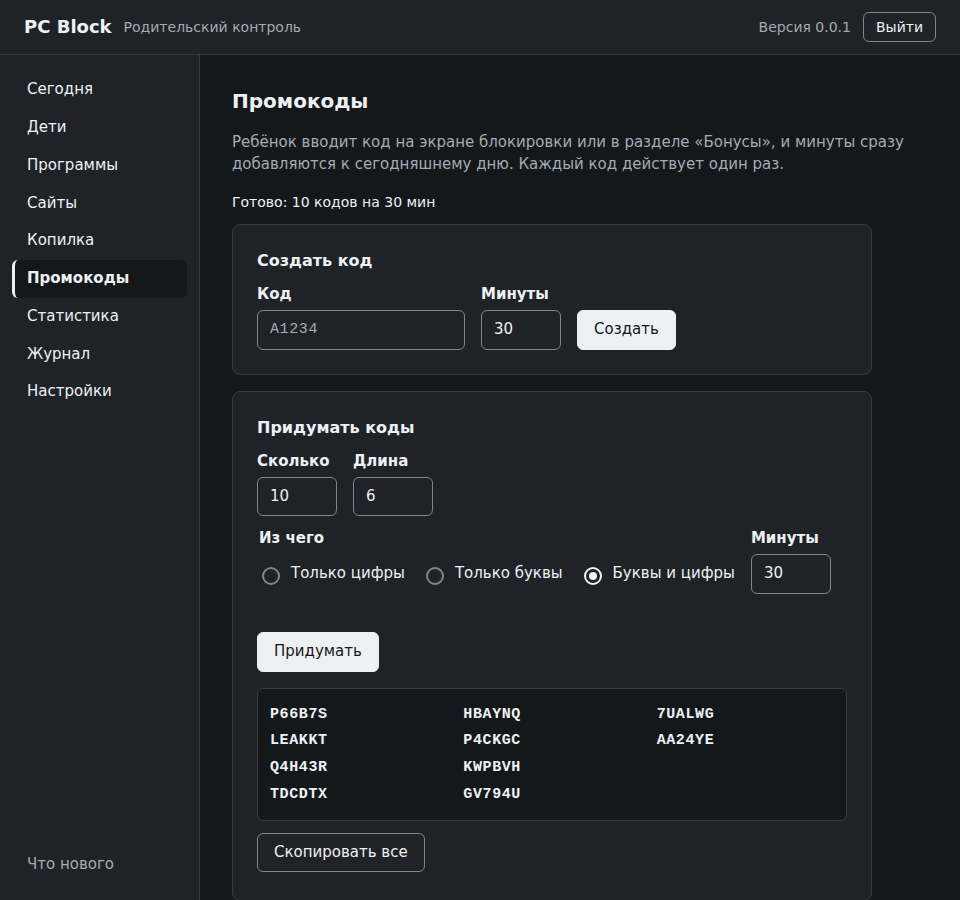 PC Block Родительский контроль
Версия 0.0.1 Выйти
Сегодня
Дети
Программы
Сайты
Копилка
Промокоды
Статистика
Журнал
Настройки
Что нового
Промокоды
Ребёнок вводит код на экране блокировки или в разделе «Бонусы», и минуты сразу
добавляются к сегодняшнему дню. Каждый код действует один раз.
Готово: 10 кодов на 30 мин
Создать код
Код Минуты
A1234 30 Создать
Придумать коды
Сколько Длина
10 6
Из чего Минуты
Только цифры Только буквы Буквы и цифры 30
Придумать
P66B7S HBAYNQ 7UALWG
LEAKKT P4CKGC AA24YE
Q4H43R KWPBVH
TDCDTX GV794U
Скопировать все